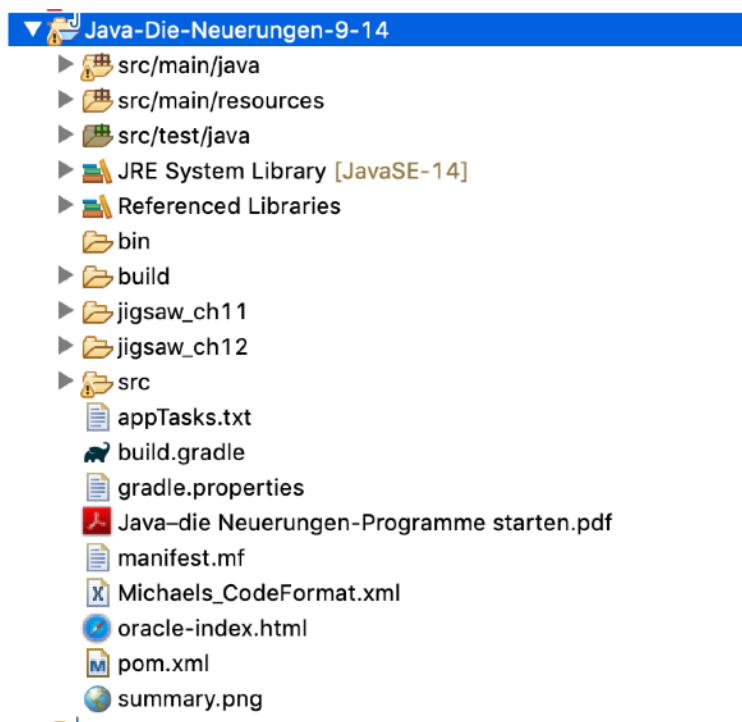 Java-Die-Neuerungen-9-14
src/main/java
src/main/resources
src/test/java
JRE System Library [JavaSE-14]
Referenced Libraries
bin
build
jigsaw_ch11
jigsaw_ch12
src
appTasks.txt
build.gradle
gradle.properties
Java–die Neuerungen-Programme starten.pdf
manifest.mf
Michaels_CodeFormat.xml
oracle-index.html
pom.xml
summary.png